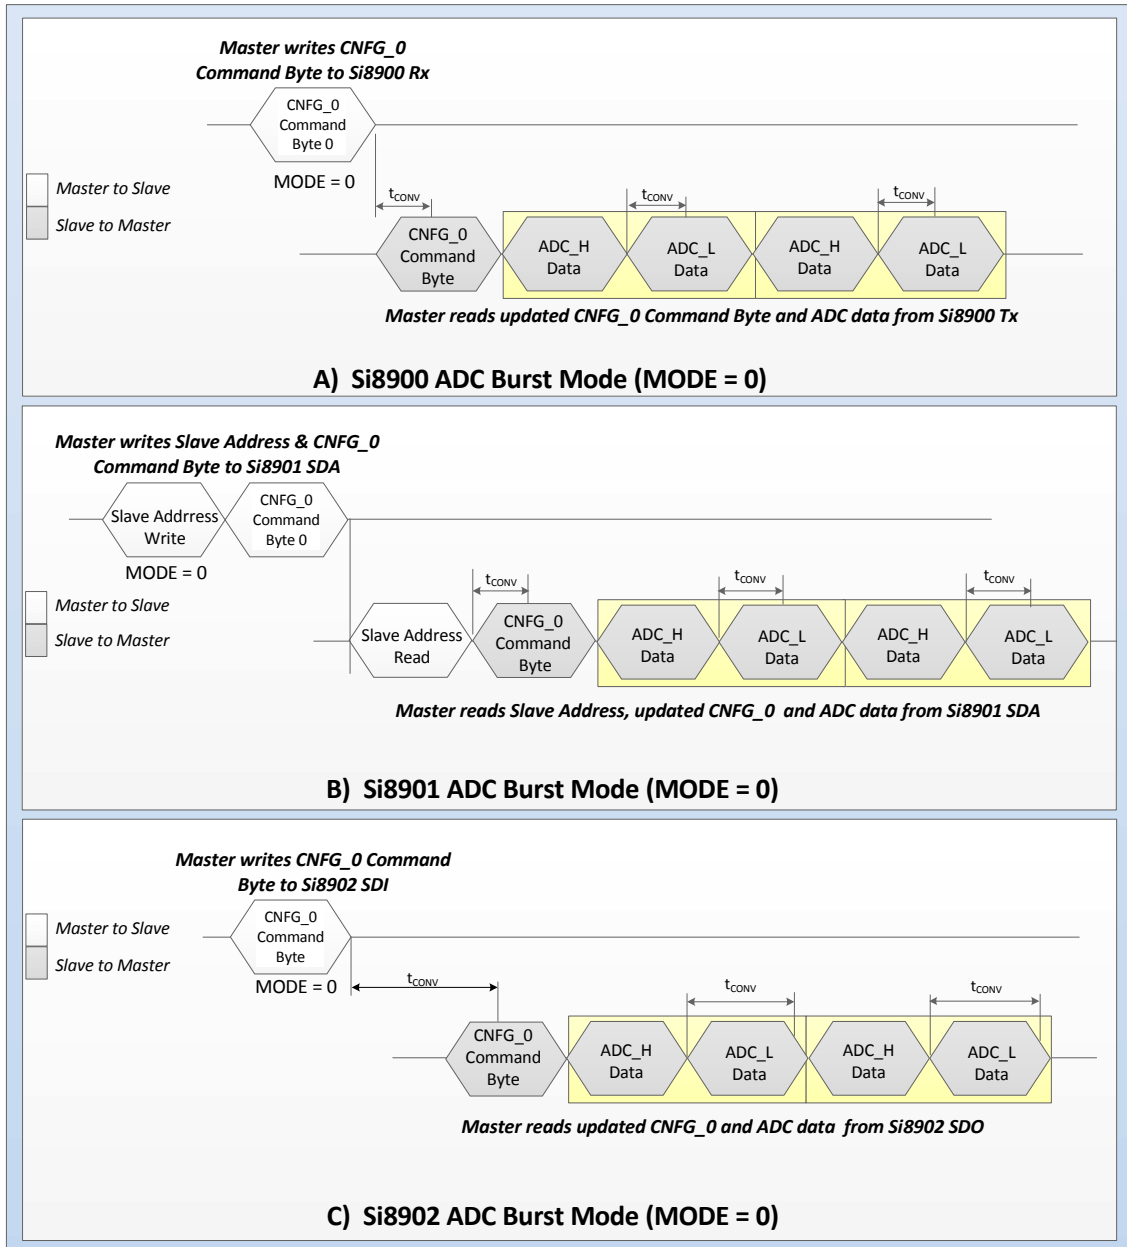 Master writes CNFG_0
Command Byte to Si8900 Rx
CNFG_0
Command
Byte 0
MODE = 0
Master to Slave
Slave to Master
tCONV
tCONV
tCONV
CNFG_0
Command
Byte
ADC_H
Data
ADC_L
Data
ADC_H
Data
ADC_L
Data
Master reads updated CNFG_0 Command Byte and ADC data from Si8900 Tx
A) Si8900 ADC Burst Mode (MODE = 0)
Master writes Slave Address & CNFG_0
Command Byte to Si8901 SDA
Slave Addrress
Write
CNFG_0
Command
Byte 0
MODE = 0
Master to Slave
Slave to Master
tCONV
tCONV
tCONV
Slave Address
Read
CNFG_0
Command
Byte
ADC_H
Data
ADC_L
Data
ADC_H
Data
ADC_L
Data
Master reads Slave Address, updated CNFG_0 and ADC data from Si8901 SDA
B) Si8901 ADC Burst Mode (MODE = 0)
Master writes CNFG_0 Command
Byte to Si8902 SDI
CNFG_0
Command
Byte
MODE = 0
Master to Slave
Slave to Master
tCONV
tCONV
tCONV
CNFG_0
Command
Byte
ADC_H
Data
ADC_L
Data
ADC_H
Data
ADC_L
Data
Master reads updated CNFG_0 and ADC data from Si8902 SDO
C) Si8902 ADC Burst Mode (MODE = 0)